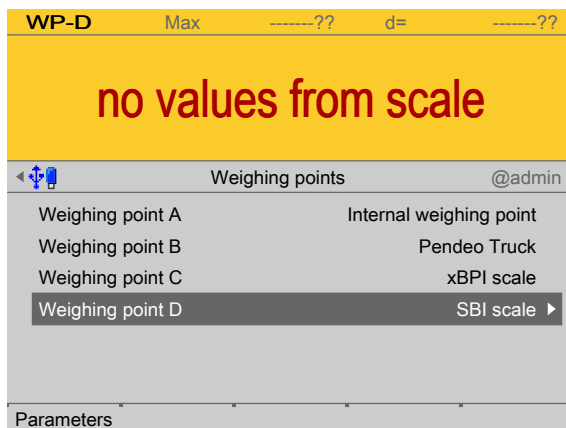 WP-D Max -------?? d= -------??
no values from scale
Weighing points @admin
Weighing point A Internal weighing point
Weighing point B Pendeo Truck
Weighing point C xBPI scale
Weighing point D SBI scale
Parameters